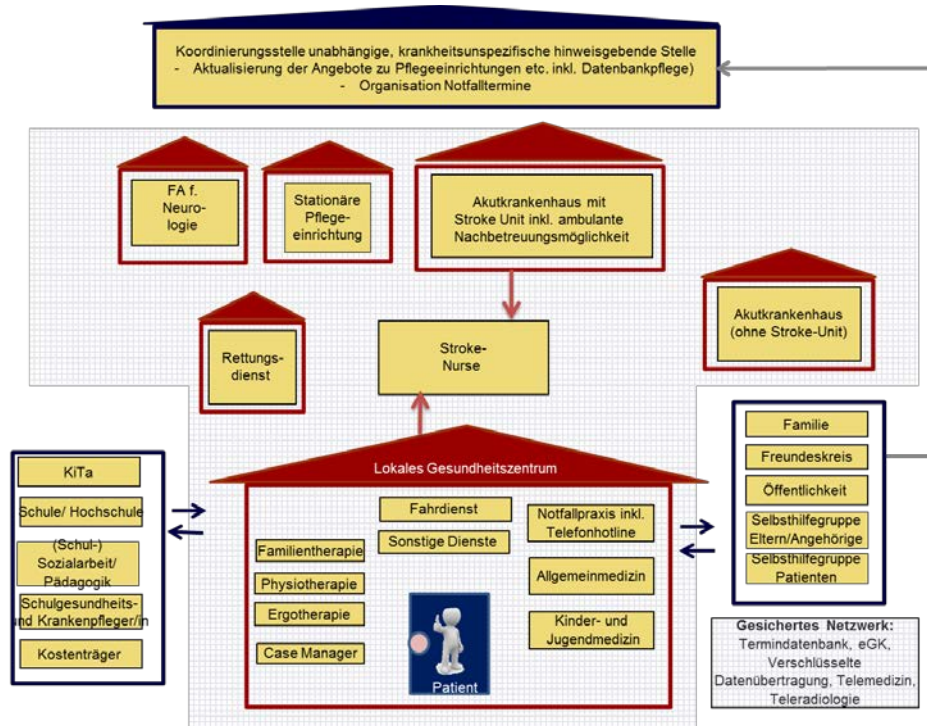 Koordinierungsstelle unabhängige, krankheitsunspezifische hinweisgebende Stelle
- Aktualisierung der Angebote zu Pflegeeinrichtungen etc. inkl. Datenbankpflege)
- Organisation Notfalltermine
FA f.
Neuro-
logie
Stationäre
Pflege-
einrichtung
Akutkrankenhaus mit
Stroke Unit inkl. ambulante
Nachbetreuungsmöglichkeit
Akutkrankenhaus
(ohne Stroke-Unit)
Rettungs-
dienst
Stroke-
Nurse
KiTa
Schule/ Hochschule
(Schul-)
Sozialarbeit/
Pädagogik
Schulgesundheits-
und Krankenpfleger/in
Kostenträger
Lokales Gesundheitszentrum
Fahrdienst
Sonstige Dienste
Familientherapie
Physiotherapie
Ergotherapie
Case Manager
Patient
Notfallpraxis inkl.
Telefonhotline
Allgemeinmedizin
Kinder- und
Jugendmedizin
Familie
Freundeskreis
Öffentlichkeit
Selbsthilfegruppe
Eltern/Angehörige
Selbsthilfegruppe
Patienten
Gesichertes Netzwerk:
Termindatenbank, eGK,
Verschlüsselte
Datenübertragung, Telemedizin,
Teleradiologie